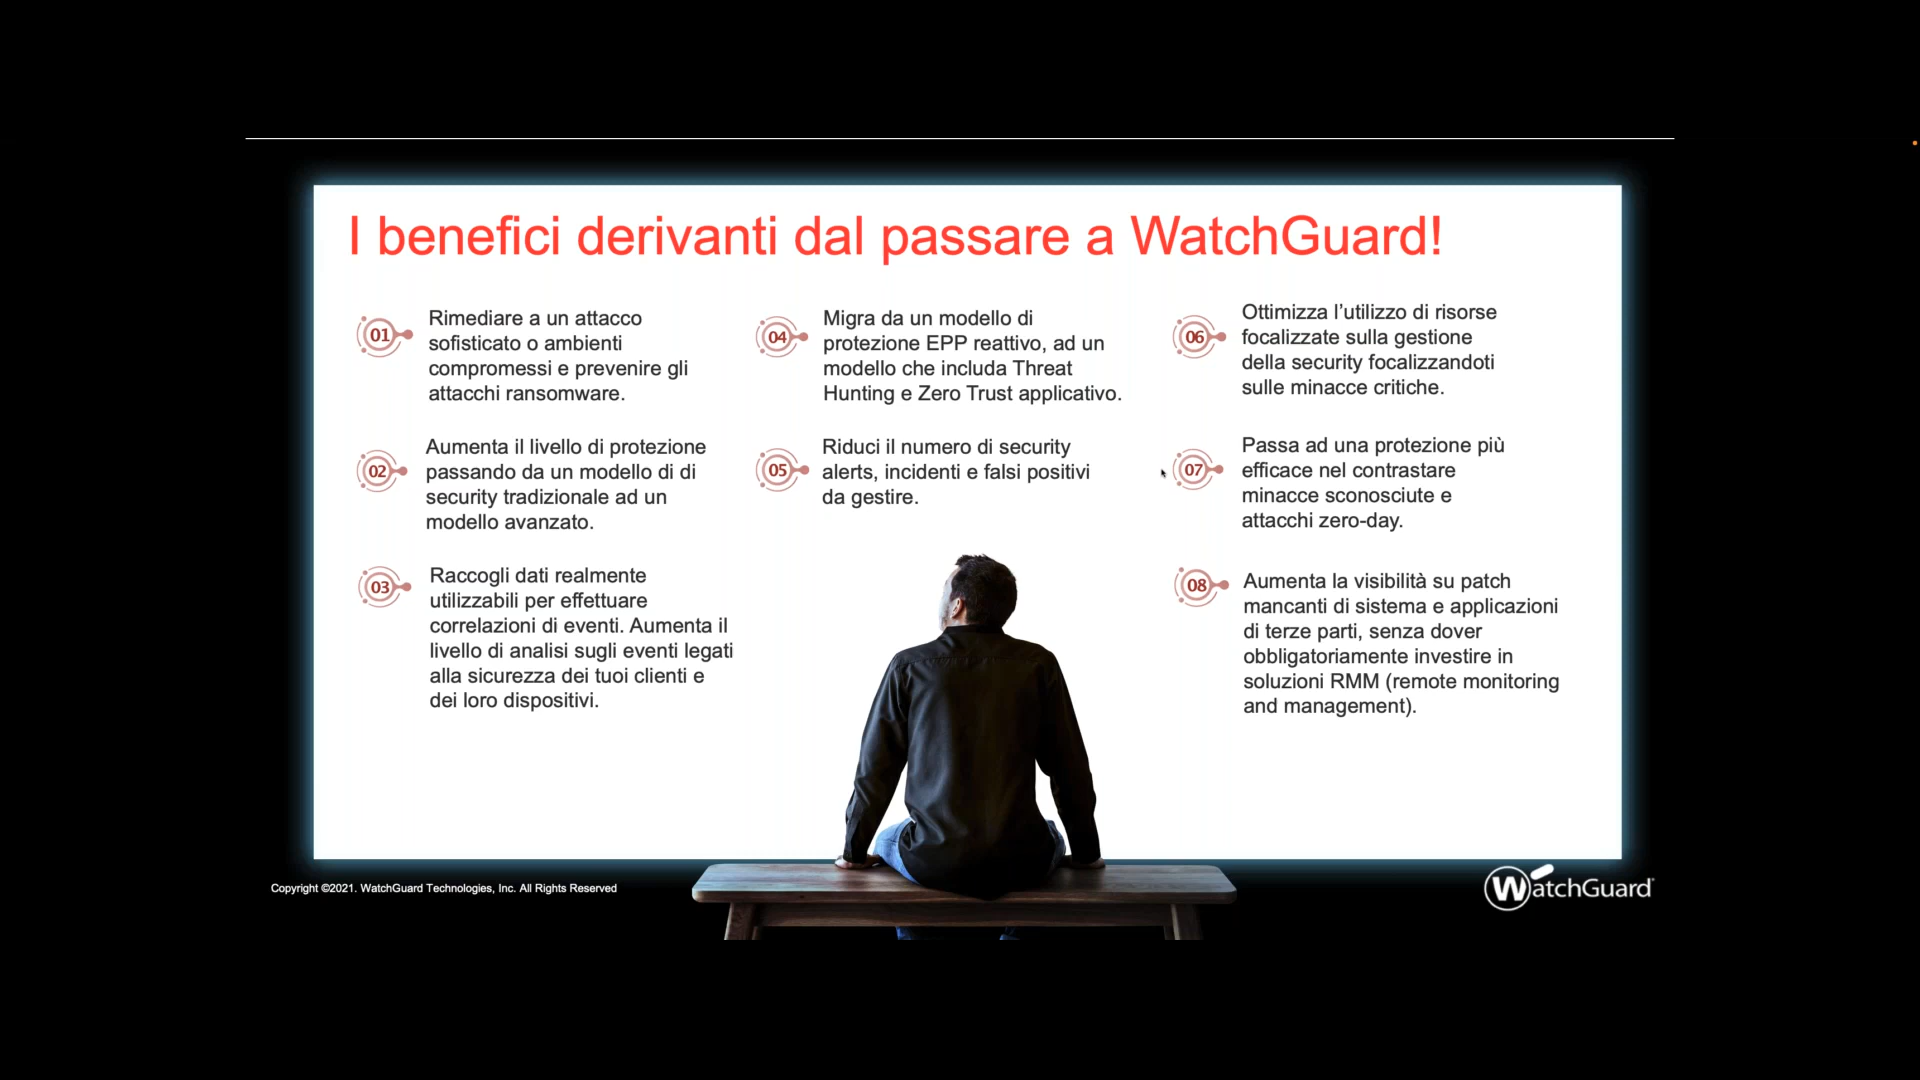 I benefici derivanti dal passare a WatchGuard!
01
Rimediare a un attacco
sofisticato o ambienti
compromessi e prevenire gli
attacchi ransomware.
02
Aumenta il livello di protezione
passando da un modello di di
security tradizionale ad un
modello avanzato.
03
Raccogli dati realmente
utilizzabili per effettuare
correlazioni di eventi. Aumenta il
livello di analisi sugli eventi legati
alla sicurezza dei tuoi clienti e
dei loro dispositivi.
04
Migra da un modello di
protezione EPP reattivo, ad un
modello che includa Threat
Hunting e Zero Trust applicativo.
05
Riduci il numero di security
alerts, incidenti e falsi positivi
da gestire.
06
Ottimizza l’utilizzo di risorse
focalizzate sulla gestione
della security focalizzandoti
sulle minacce critiche.
07
Passa ad una protezione più
efficace nel contrastare
minacce sconosciute e
attacchi zero-day.
08
Aumenta la visibilità su patch
mancanti di sistema e applicazioni
di terze parti, senza dover
obbligatoriamente investire in
soluzioni RMM (remote monitoring
and management).
Copyright ©2021. WatchGuard Technologies, Inc. All Rights Reserved
WatchGuard